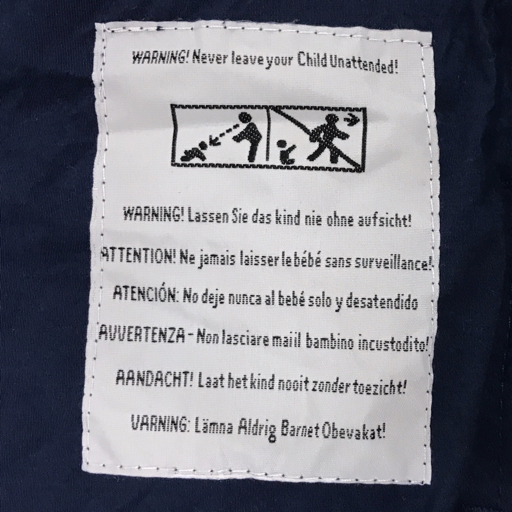 WARNING! Never leave your Child Unattended!
WARNING! Lassen Sie das kind nie ohne aufsicht!
ATTENTION! Ne jamais laisser le bébé sans surveillance!
ATENCIÓN: No deje nunca al bebé solo y desatendido
AVVERTENZA - Non lasciare mai il bambino incustodito!
AANDACHT! Laat het kind nooit zonder toezicht!
VARNING: Lämna Aldrig Barnet Obevakat!